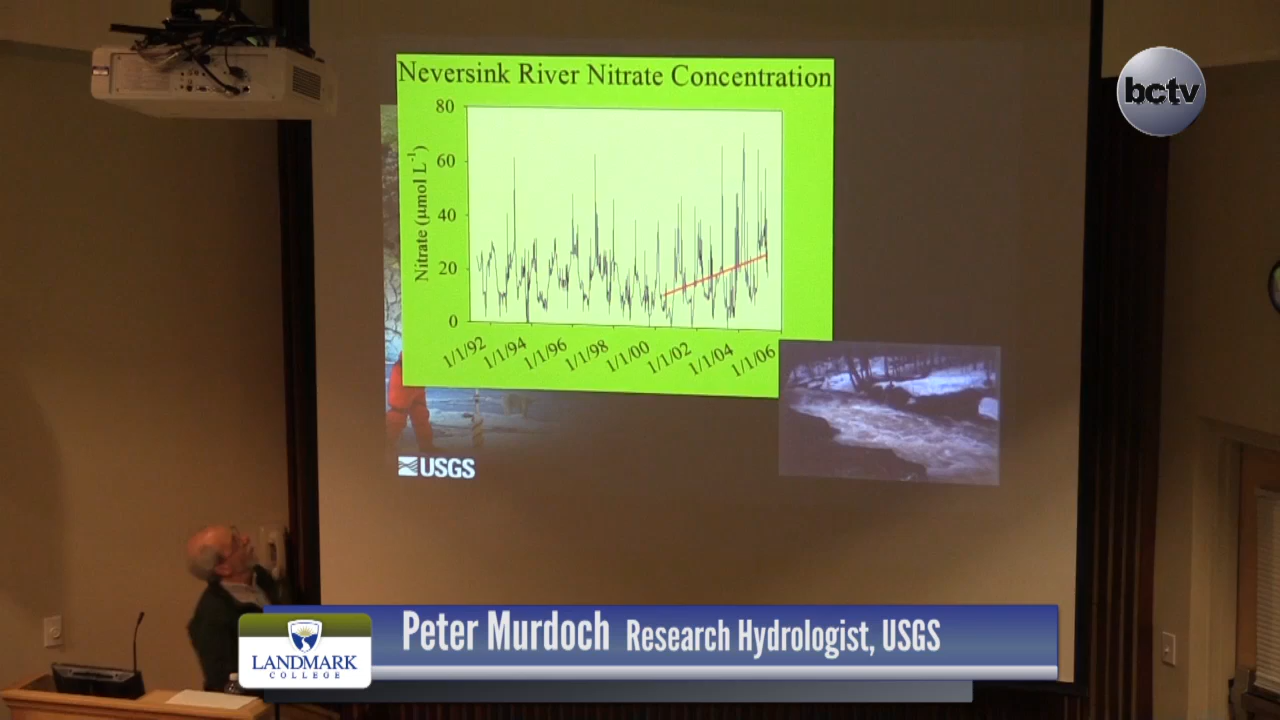 Neversink River Nitrate Concentration
bctv
80
60
40
20
0
Nitrate (µmol L⁻¹)
1/1/92
1/1/94
1/1/96
1/1/98
1/1/00
1/1/02
1/1/04
1/1/06
USGS
Peter Murdoch Research Hydrologist, USGS
LANDMARK
COLLEGE